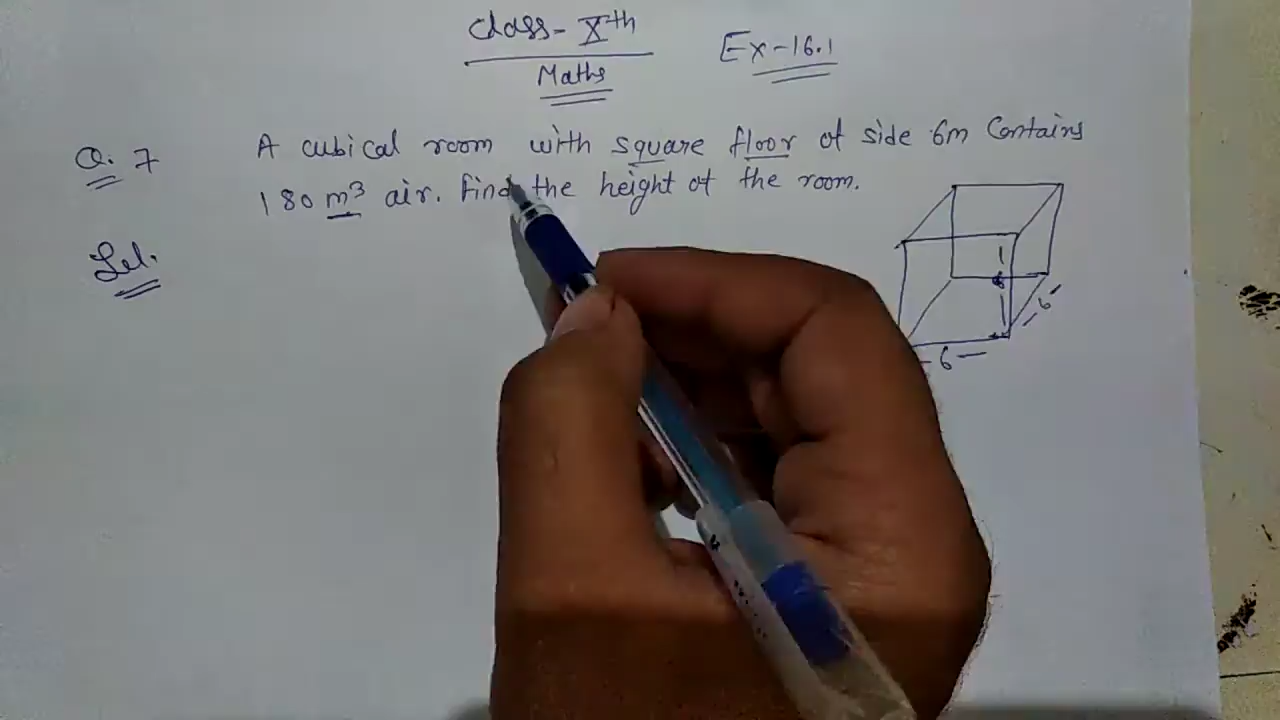 Class- Xth
Maths
Ex-16.1
Q. 7 A cubical room with square floor of side 6m Contains
180 m³ air. Find the height of the room.
Sol.
6
6